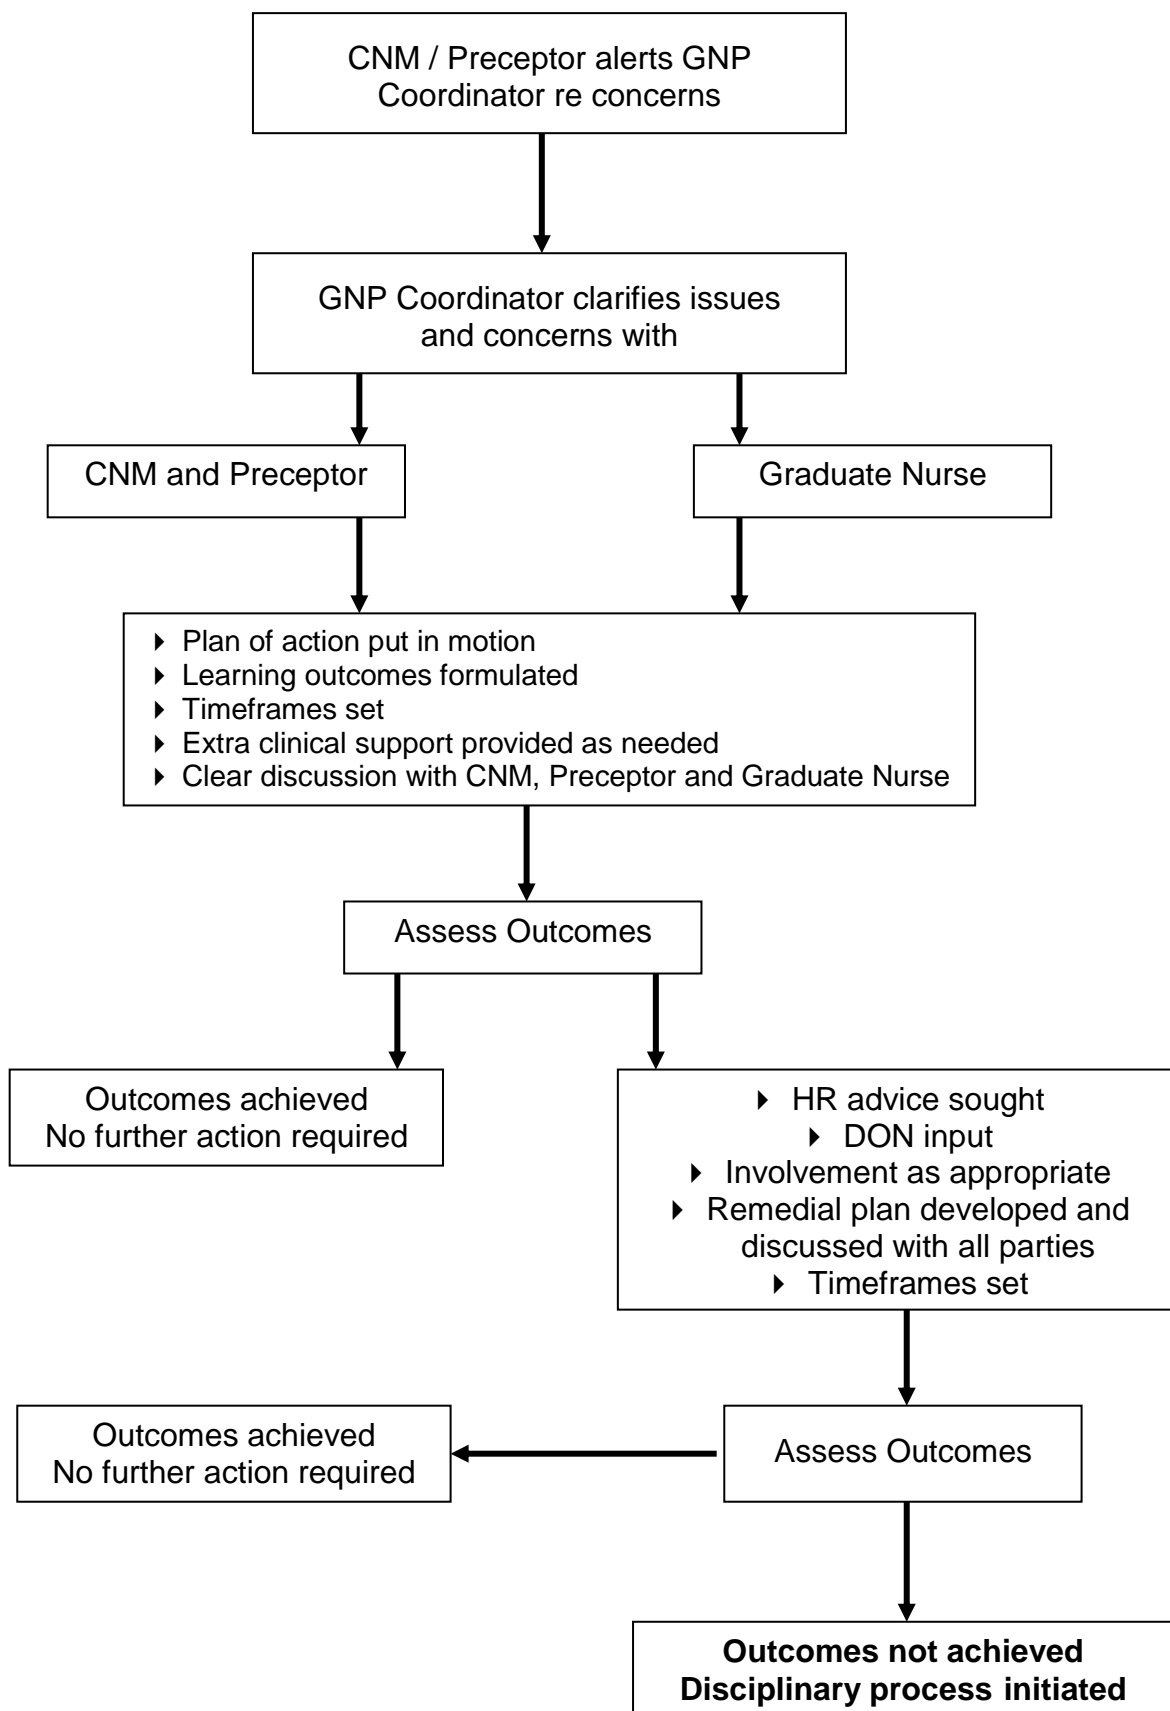 CNM / Preceptor alerts GNP
Coordinator re concerns
GNP Coordinator clarifies issues
and concerns with
CNM and Preceptor
Graduate Nurse
Plan of action put in motion
Learning outcomes formulated
Timeframes set
Extra clinical support provided as needed
Clear discussion with CNM, Preceptor and Graduate Nurse
Assess Outcomes
Outcomes achieved
No further action required
HR advice sought
DON input
Involvement as appropriate
Remedial plan developed and
discussed with all parties
Timeframes set
Outcomes achieved
No further action required
Assess Outcomes
Outcomes not achieved
Disciplinary process initiated